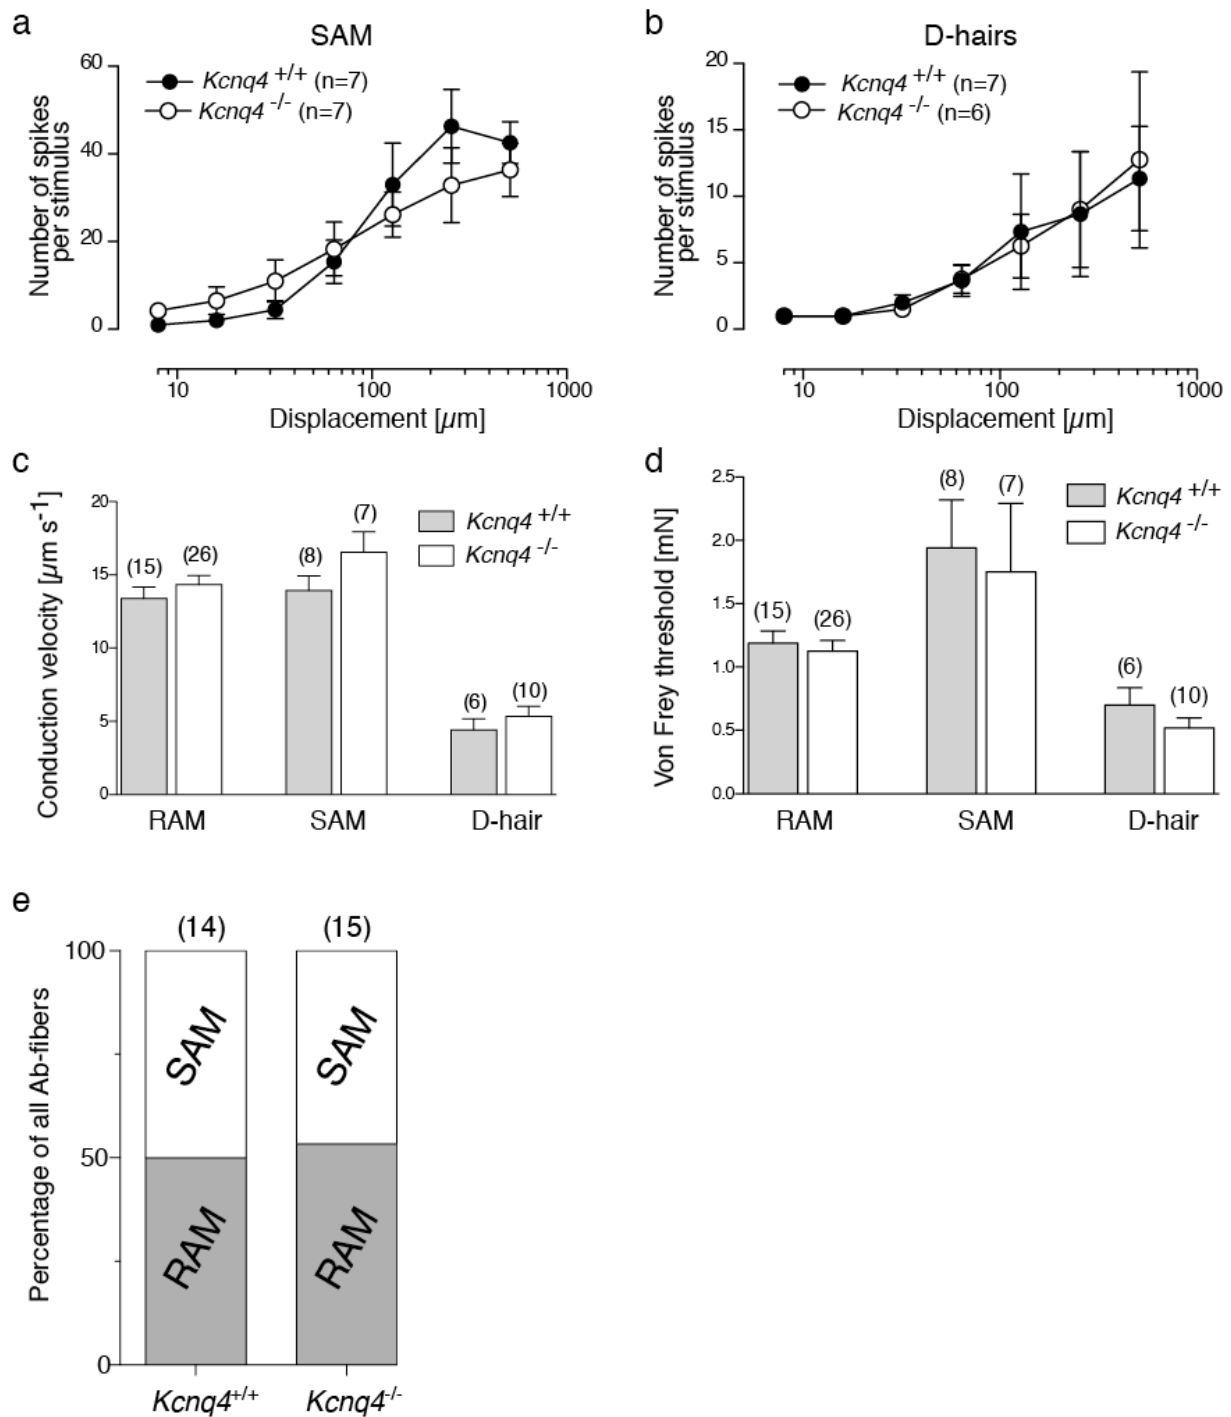 a
SAM
Kcnq4 +/+ (n=7)
Kcnq4 -/- (n=7)
Number of spikes
per stimulus
60
40
20
0
10 100 1000
Displacement [µm]
b
D-hairs
Kcnq4 +/+ (n=7)
Kcnq4 -/- (n=6)
Number of spikes
per stimulus
20
15
10
5
0
10 100 1000
Displacement [µm]
c
Conduction velocity [µm s-1]
20
15
10
5
0
(15) (26) (8) (7) (6) (10)
Kcnq4 +/+
Kcnq4 -/-
RAM SAM D-hair
d
Von Frey threshold [mN]
2.5
2.0
1.5
1.0
0.5
0.0
(15) (26) (8) (7) (6) (10)
Kcnq4 +/+
Kcnq4 -/-
RAM SAM D-hair
e
Percentage of all Ab-fibers
100
50
0
(14) (15)
SAM SAM
RAM RAM
Kcnq4+/+ Kcnq4-/-